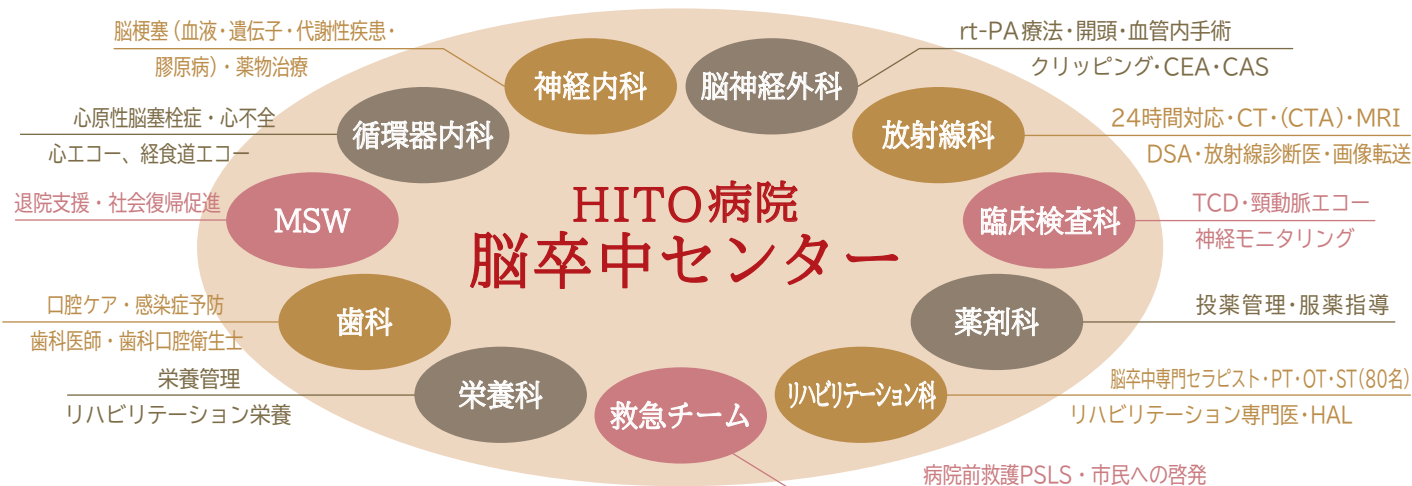 HITO病院
脳卒中センター
神経内科
脳梗塞（血液・遺伝子・代謝性疾患・
膠原病）・薬物治療
脳神経外科
rt-PA療法・開頭・血管内手術
クリッピング・CEA・CAS
放射線科
24時間対応・CT・（CTA）・MRI
DSA・放射線診断医・画像転送
臨床検査科
TCD・頸動脈エコー
神経モニタリング
薬剤科
投薬管理・服薬指導
リハビリテーション科
脳卒中専門セラピスト・PT・OT・ST（80名）
リハビリテーション専門医・HAL
救急チーム
病院前救護PSLS・市民への啓発
栄養科
栄養管理
リハビリテーション栄養
歯科
口腔ケア・感染症予防
歯科医師・歯科口腔衛生士
MSW
退院支援・社会復帰促進
循環器内科
心原性脳塞栓症・心不全
心エコー、経食道エコー